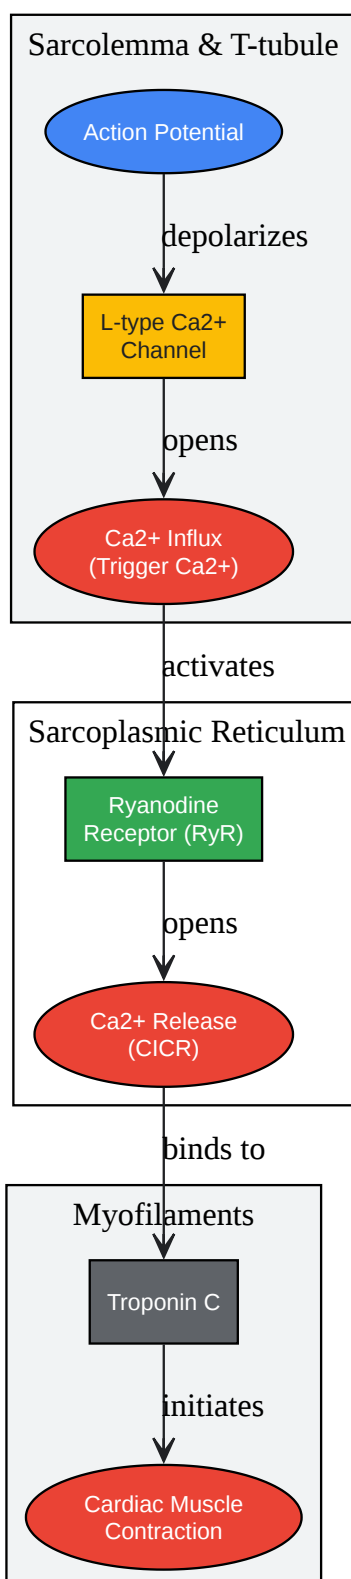 Sarcolemma & T-tubule
Action Potential
depolarizes
L-type Ca2+
Channel
opens
Ca2+ Influx
(Trigger Ca2+)
activates
Sarcoplasmic Reticulum
Ryanodine
Receptor (RyR)
opens
Ca2+ Release
(CICR)
binds to
Myofilaments
Troponin C
initiates
Cardiac Muscle
Contraction